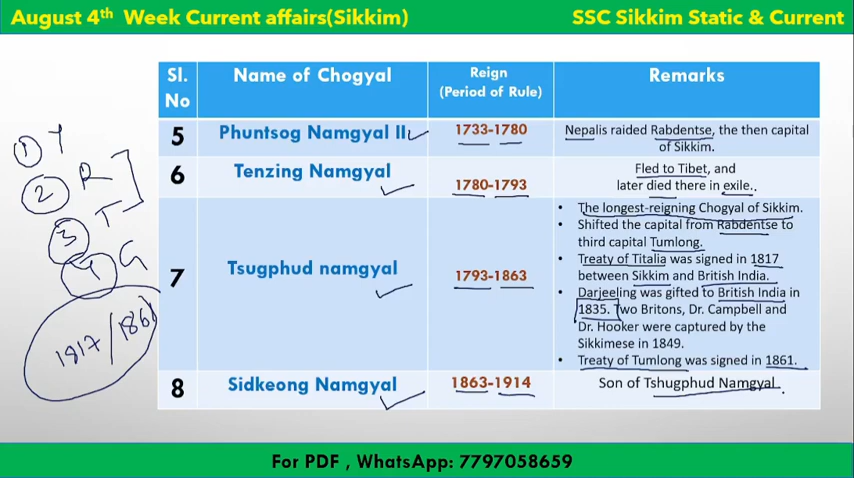 August 4th Week Current affairs(Sikkim)
SSC Sikkim Static & Current
Sl. No
Name of Chogyal
Reign
(Period of Rule)
Remarks
5
Phuntsog Namgyal II
1733-1780
Nepalis raided Rabdentse, the then capital
of Sikkim.
6
Tenzing Namgyal
1780-1793
Fled to Tibet, and
later died there in exile.
7
Tsugphud namgyal
1793-1863
• The longest-reigning Chogyal of Sikkim.
• Shifted the capital from Rabdentse to
third capital Tumlong.
• Treaty of Titalia was signed in 1817
between Sikkim and British India.
• Darjeeling was gifted to British India in
1835. Two Britons, Dr. Campbell and
Dr. Hooker were captured by the
Sikkimese in 1849.
• Treaty of Tumlong was signed in 1861.
8
Sidkeong Namgyal
1863-1914
Son of Tshugphud Namgyal
1 Y
2 R
3 T
4 G
1817/1861
For PDF , WhatsApp: 7797058659